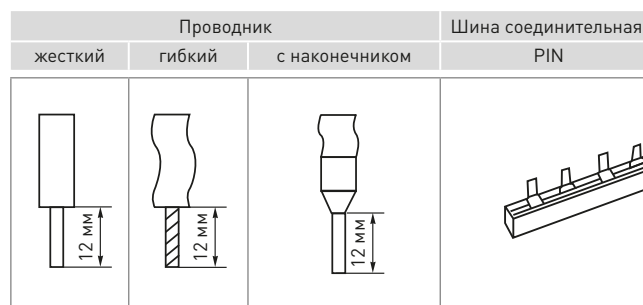 Проводник
Шина соединительная
жесткий
гибкий
с наконечником
PIN
12 мм
12 мм
12 мм